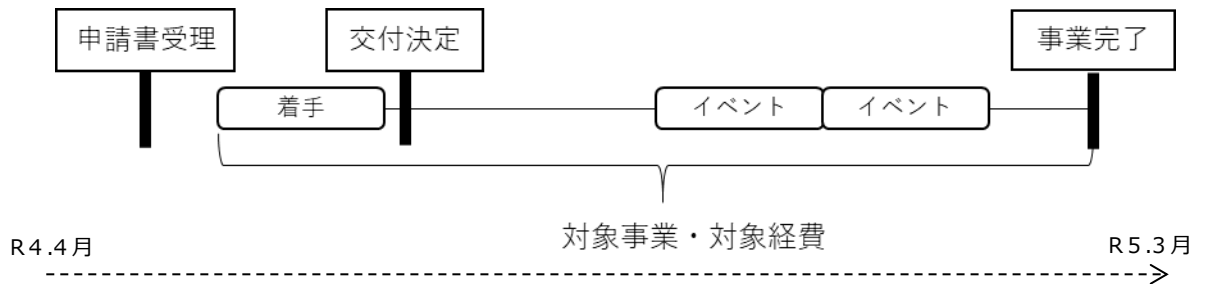 申請書受理
交付決定
事業完了
着手
イベント
イベント
対象事業・対象経費
R4.4月
R5.3月